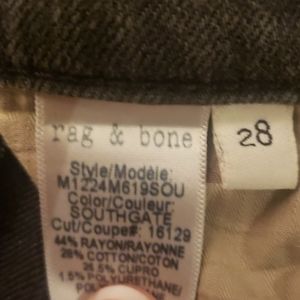 rag & bone
28
Style/Modèle:
M1224M619SOU
Color/Couleur:
SOUTHGATE
Cut/Coupe#: 16129
44% RAYON/RAYONNE
28% COTTON/COTON
26.5% CUPRO
1.5% POLYURETHANE/